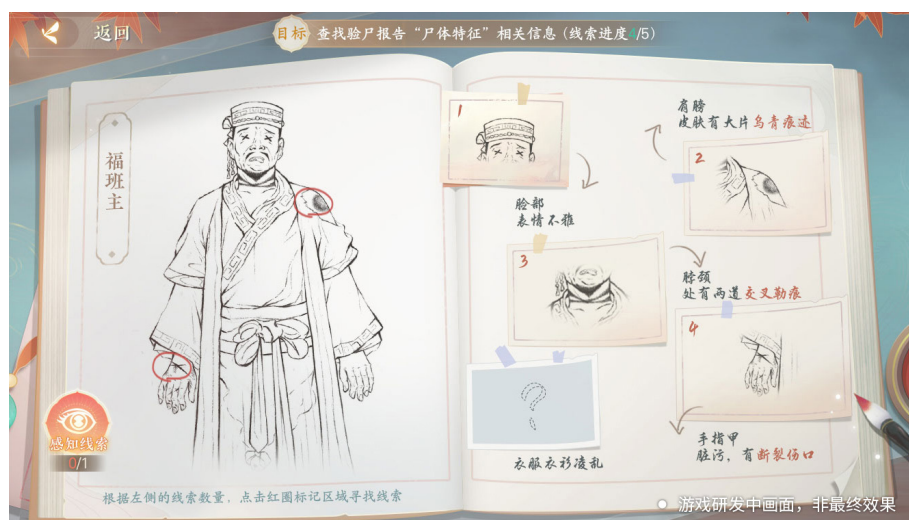 返回
目标 查找验尸报告“尸体特征”相关信息（线索进度4/5）
福班主
1
脸部
表情不雅
肩膀
皮肤有大片乌青痕迹
2
3
脖颈
处有两道交叉勒痕
4
手指甲
脏污，有断裂伤口
衣服衣衫凌乱
感知线索
0/1
根据左侧的线索数量，点击红圈标记区域寻找线索
游戏研发中画面，非最终效果